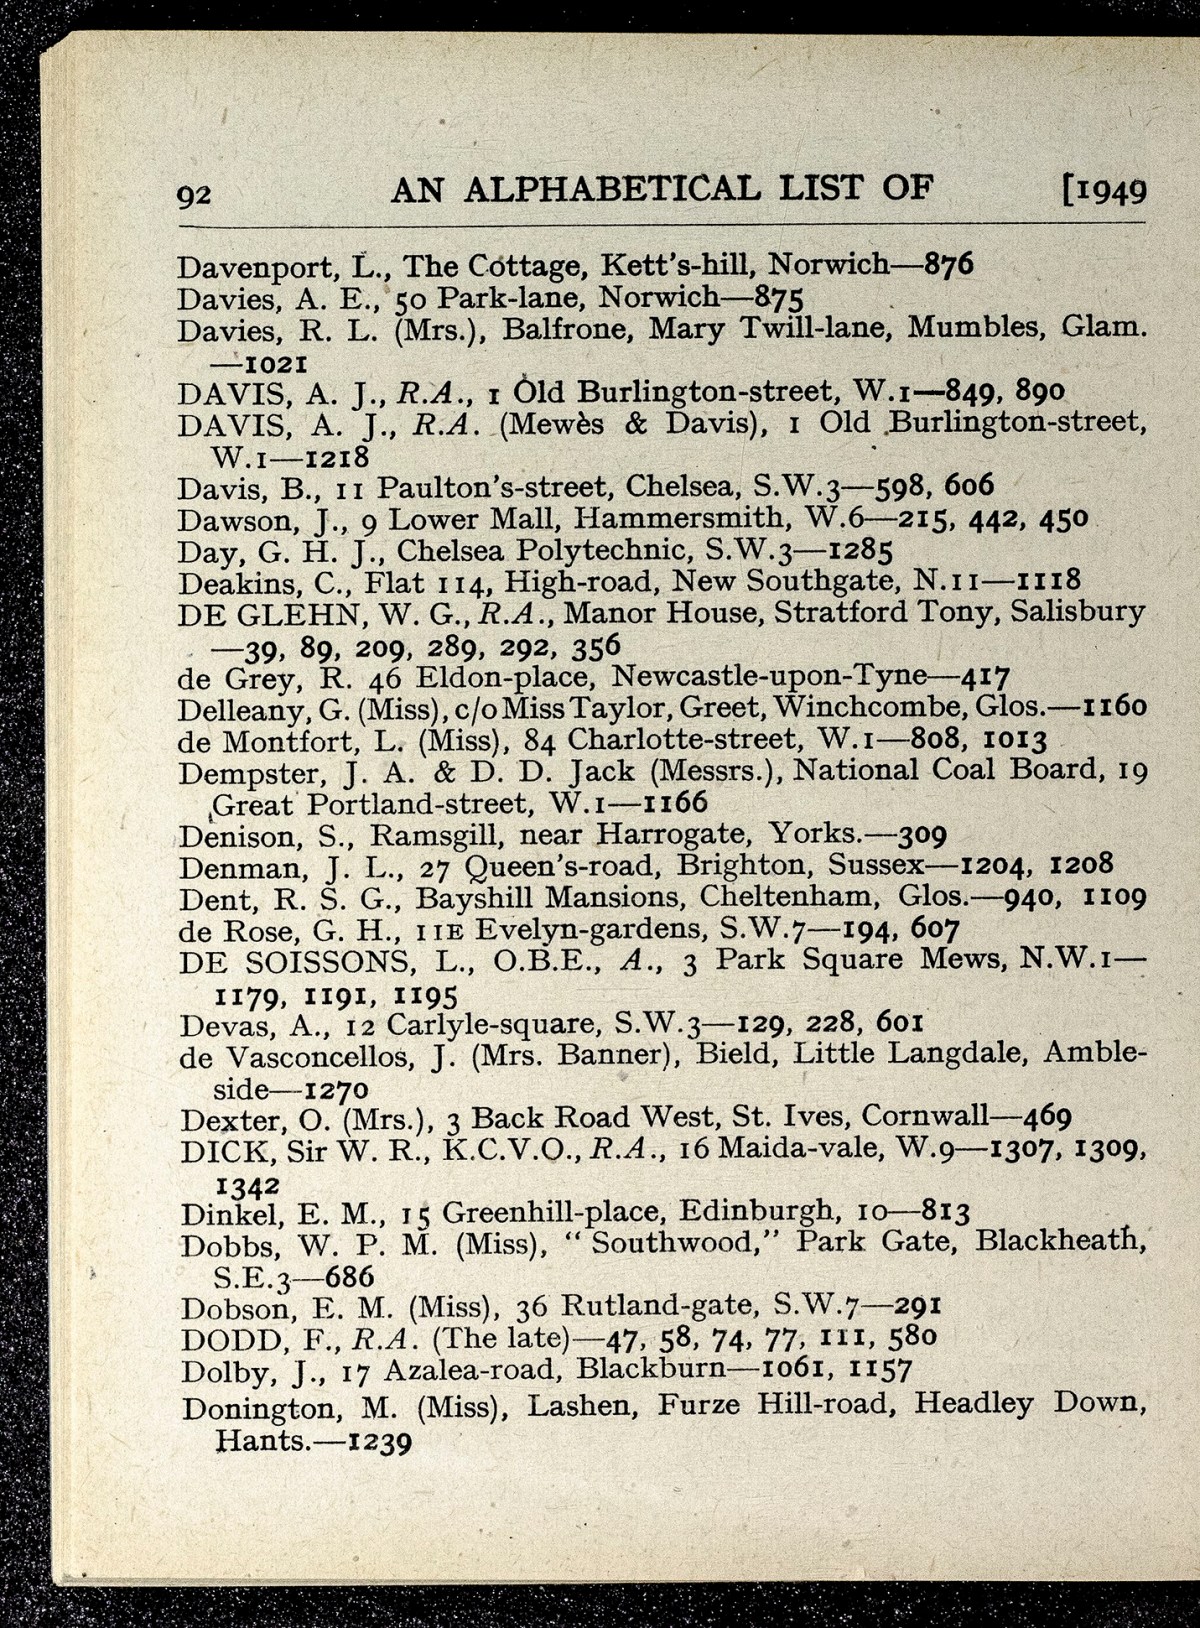 92 AN ALPHABETICAL LIST OF [1949
Davenport, L., The Cottage, Kett's-hill, Norwich—876
Davies, A. E., 50 Park-lane, Norwich—875
Davies, R. L. (Mrs.), Balfrone, Mary Twill-lane, Mumbles, Glam.
—1021
DAVIS, A. J., R.A., 1 Old Burlington-street, W.1—849, 890
DAVIS, A. J., R.A. (Mewès & Davis), 1 Old Burlington-street,
W.1—1218
Davis, B., 11 Paulton's-street, Chelsea, S.W.3—598, 606
Dawson, J., 9 Lower Mall, Hammersmith, W.6—215, 442, 450
Day, G. H. J., Chelsea Polytechnic, S.W.3—1285
Deakins, C., Flat 114, High-road, New Southgate, N.11—1118
DE GLEHN, W. G., R.A., Manor House, Stratford Tony, Salisbury
—39, 89, 209, 289, 292, 356
de Grey, R. 46 Eldon-place, Newcastle-upon-Tyne—417
Delleany, G. (Miss), c/o Miss Taylor, Greet, Winchcombe, Glos.—1160
de Montfort, L. (Miss), 84 Charlotte-street, W.1—808, 1013
Dempster, J. A. & D. D. Jack (Messrs.), National Coal Board, 19
Great Portland-street, W.1—1166
Denison, S., Ramsgill, near Harrogate, Yorks.—309
Denman, J. L., 27 Queen's-road, Brighton, Sussex—1204, 1208
Dent, R. S. G., Bayshill Mansions, Cheltenham, Glos.—940, 1109
de Rose, G. H., 11E Evelyn-gardens, S.W.7—194, 607
DE SOISSONS, L., O.B.E., A., 3 Park Square Mews, N.W.1—
1179, 1191, 1195
Devas, A., 12 Carlyle-square, S.W.3—129, 228, 601
de Vasconcellos, J. (Mrs. Banner), Bield, Little Langdale, Amble-
side—1270
Dexter, O. (Mrs.), 3 Back Road West, St. Ives, Cornwall—469
DICK, Sir W. R., K.C.V.O., R.A., 16 Maida-vale, W.9—1307, 1309,
1342
Dinkel, E. M., 15 Greenhill-place, Edinburgh, 10—813
Dobbs, W. P. M. (Miss), “Southwood,” Park Gate, Blackheath,
S.E.3—686
Dobson, E. M. (Miss), 36 Rutland-gate, S.W.7—291
DODD, F., R.A. (The late)—47, 58, 74, 77, 111, 580
Dolby, J., 17 Azalea-road, Blackburn—1061, 1157
Donington, M. (Miss), Lashen, Furze Hill-road, Headley Down,
Hants.—1239